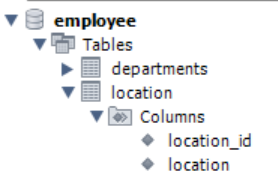 employee
Tables
departments
location
Columns
location_id
location